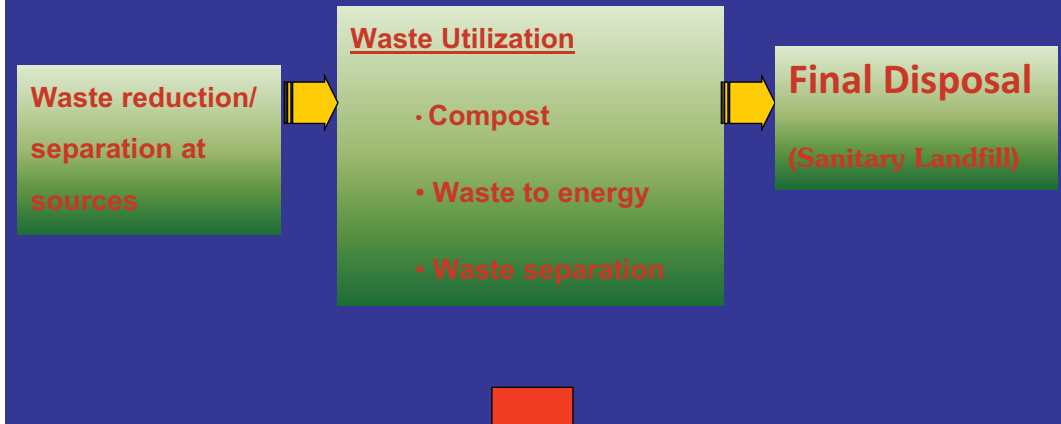 Waste reduction/
separation at
sources
Waste Utilization
• Compost
• Waste to energy
• Waste separation
Final Disposal
(Sanitary Landfill)